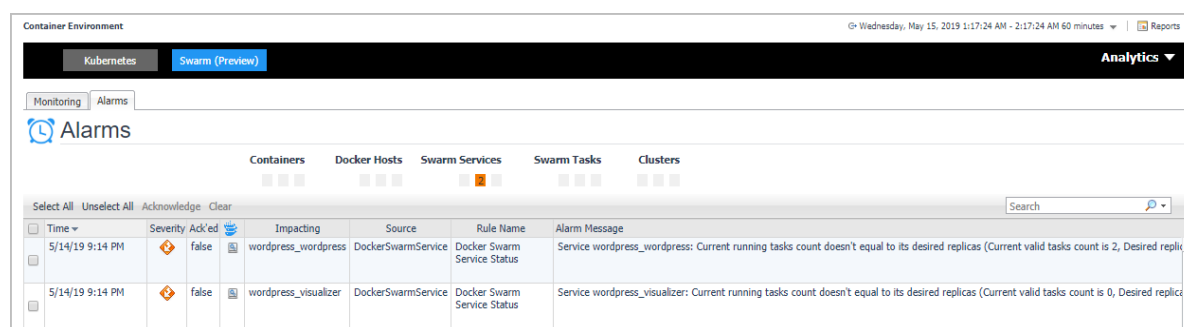 Container Environment
Wednesday, May 15, 2019 1:17:24 AM - 2:17:24 AM 60 minutes
Reports
Kubernetes
Swarm (Preview)
Analytics
Monitoring
Alarms
Alarms
Containers Docker Hosts Swarm Services Swarm Tasks Clusters
2
Select All Unselect All Acknowledge Clear
Search
Time Severity Ack'ed Impacting Source Rule Name Alarm Message
5/14/19 9:14 PM false wordpress_wordpress DockerSwarmService Docker Swarm Service wordpress_wordpress: Current running tasks count doesn't equal to its desired replicas (Current valid tasks count is 2, Desired replic
Service Status
5/14/19 9:14 PM false wordpress_visualizer DockerSwarmService Docker Swarm Service wordpress_visualizer: Current running tasks count doesn't equal to its desired replicas (Current valid tasks count is 0, Desired replica
Service Status